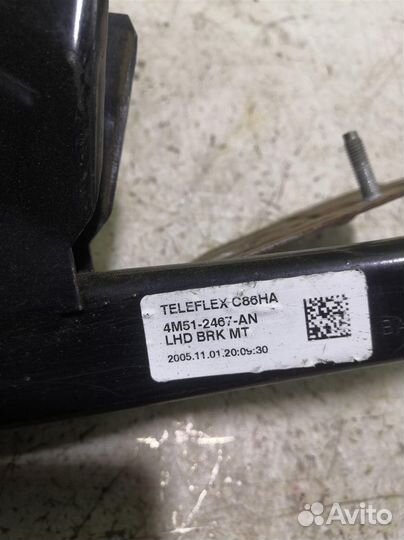 TELEFLEX C86HA
4M51-2467-AN
LHD BRK MT
2005.11.01.20:09:30
Avito